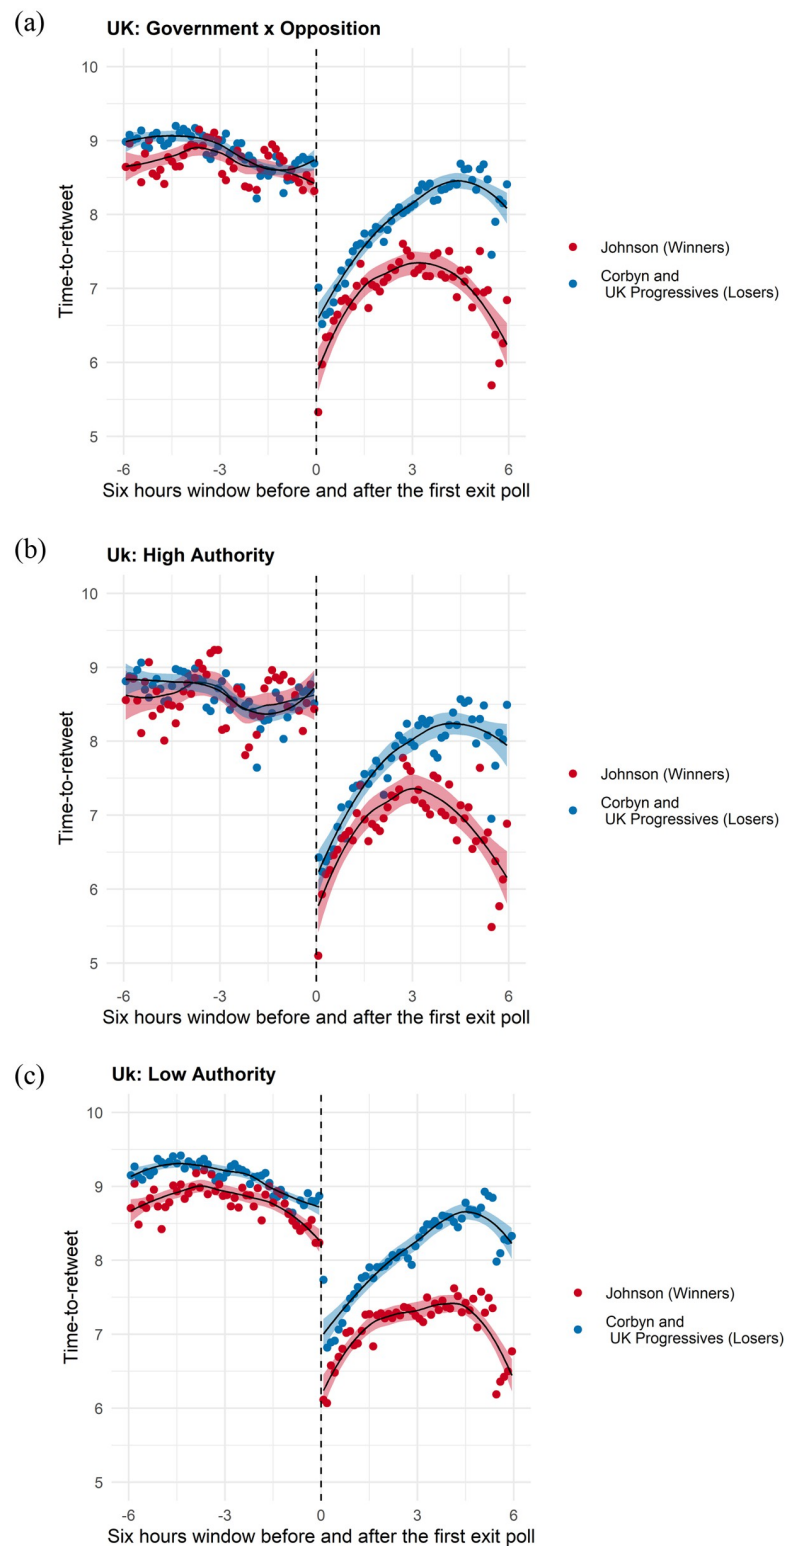 (a)
UK: Government x Opposition
10
9
8
7
6
5
Time-to-retweet
-6 -3 0 3 6
Six hours window before and after the first exit poll
Johnson (Winners)
Corbyn and
UK Progressives (Losers)
(b)
Uk: High Authority
10
9
8
7
6
5
Time-to-retweet
-6 -3 0 3 6
Six hours window before and after the first exit poll
Johnson (Winners)
Corbyn and
UK Progressives (Losers)
(c)
Uk: Low Authority
10
9
8
7
6
5
Time-to-retweet
-6 -3 0 3 6
Six hours window before and after the first exit poll
Johnson (Winners)
Corbyn and
UK Progressives (Losers)